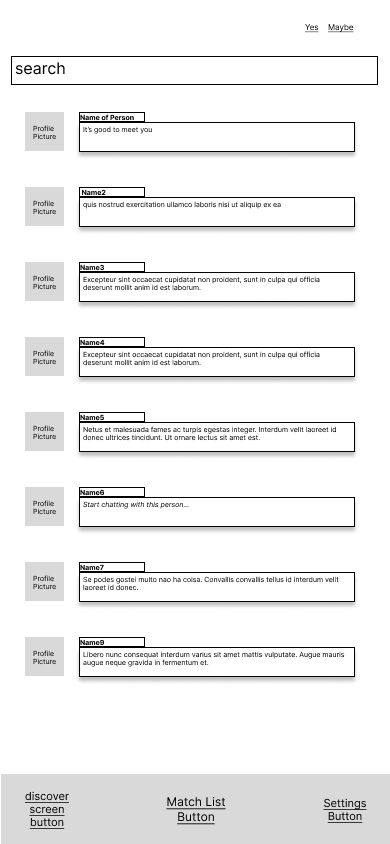 Yes Maybe
search
Profile
Picture
Name of Person
It's good to meet you
Profile
Picture
Name2
quis nostrud exercitation ullamco laboris nisi ut aliquip ex ea
Profile
Picture
Name3
Excepteur sint occaecat cupidatat non proident, sunt in culpa qui officia
deserunt mollit anim id est laborum.
Profile
Picture
Name4
Excepteur sint occaecat cupidatat non proident, sunt in culpa qui officia
deserunt mollit anim id est laborum.
Profile
Picture
Name5
Netus et malesuada fames ac turpis egestas integer. Interdum velit laoreet id
donec ultrices tincidunt. Ut ornare lectus sit amet est.
Profile
Picture
Name6
Start chatting with this person...
Profile
Picture
Name7
Se podes gostei muito nao ha coisa. Convallis convallis tellus id interdum velit
laoreet id donec.
Profile
Picture
Name9
Libero nunc consequat interdum varius sit amet mattis vulputate. Augue mauris
augue neque gravida in fermentum et.
discover
screen
button
Match List
Button
Settings
Button